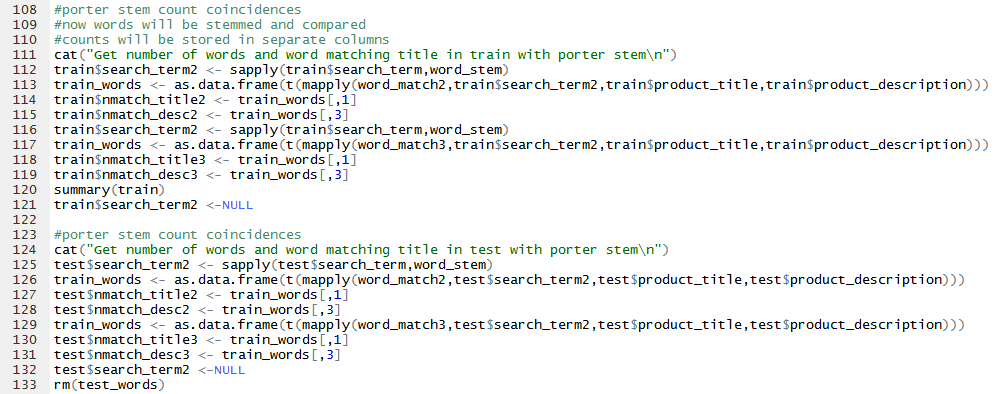 108 #porter stem count coincidences
109 #now words will be stemmed and compared
110 #counts will be stored in separate columns
111 cat("Get number of words and word matching title in train with porter stem\n")
112 train$search_term2 <- sapply(train$search_term,word_stem)
113 train_words <- as.data.frame(t(mapply(word_match2,train$search_term2,train$product_title,train$product_description)))
114 train$nmatch_title2 <- train_words[,1]
115 train$nmatch_desc2 <- train_words[,3]
116 train$search_term2 <- sapply(train$search_term,word_stem)
117 train_words <- as.data.frame(t(mapply(word_match3,train$search_term2,train$product_title,train$product_description)))
118 train$nmatch_title3 <- train_words[,1]
119 train$nmatch_desc3 <- train_words[,3]
120 summary(train)
121 train$search_term2 <-NULL
122
123 #porter stem count coincidences
124 cat("Get number of words and word matching title in test with porter stem\n")
125 test$search_term2 <- sapply(test$search_term,word_stem)
126 train_words <- as.data.frame(t(mapply(word_match2,test$search_term2,test$product_title,test$product_description)))
127 test$nmatch_title2 <- train_words[,1]
128 test$nmatch_desc2 <- train_words[,3]
129 train_words <- as.data.frame(t(mapply(word_match3,test$search_term2,test$product_title,test$product_description)))
130 test$nmatch_title3 <- train_words[,1]
131 test$nmatch_desc3 <- train_words[,3]
132 test$search_term2 <-NULL
133 rm(test_words)